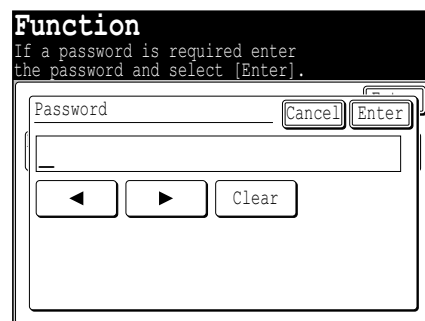 Function
If a password is required enter
the password and select [Enter].
Password
Cancel Enter
◄ ► Clear